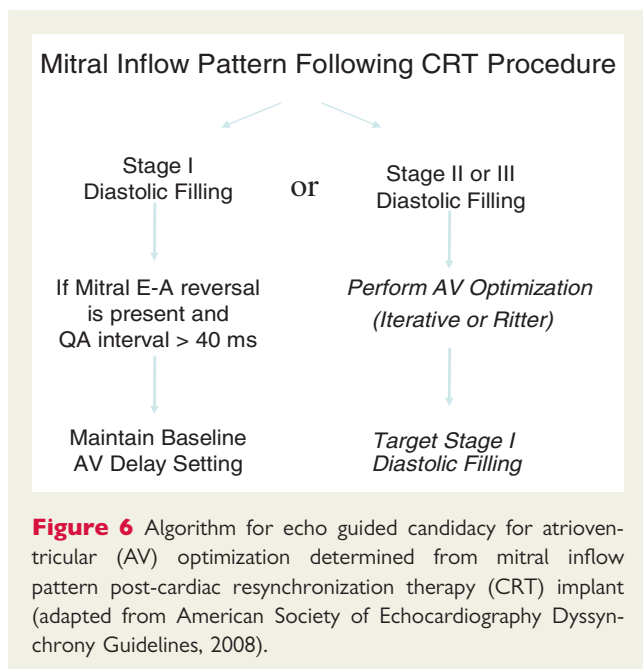 Mitral Inflow Pattern Following CRT Procedure
Stage I
Diastolic Filling
or
Stage II or III
Diastolic Filling
If Mitral E-A reversal
is present and
QA interval > 40 ms
Perform AV Optimization
(Iterative or Ritter)
Maintain Baseline
AV Delay Setting
Target Stage I
Diastolic Filling
Figure 6 Algorithm for echo guided candidacy for atrioven-
tricular (AV) optimization determined from mitral inflow
pattern post-cardiac resynchronization therapy (CRT) implant
(adapted from American Society of Echocardiography Dyssyn-
chrony Guidelines, 2008).